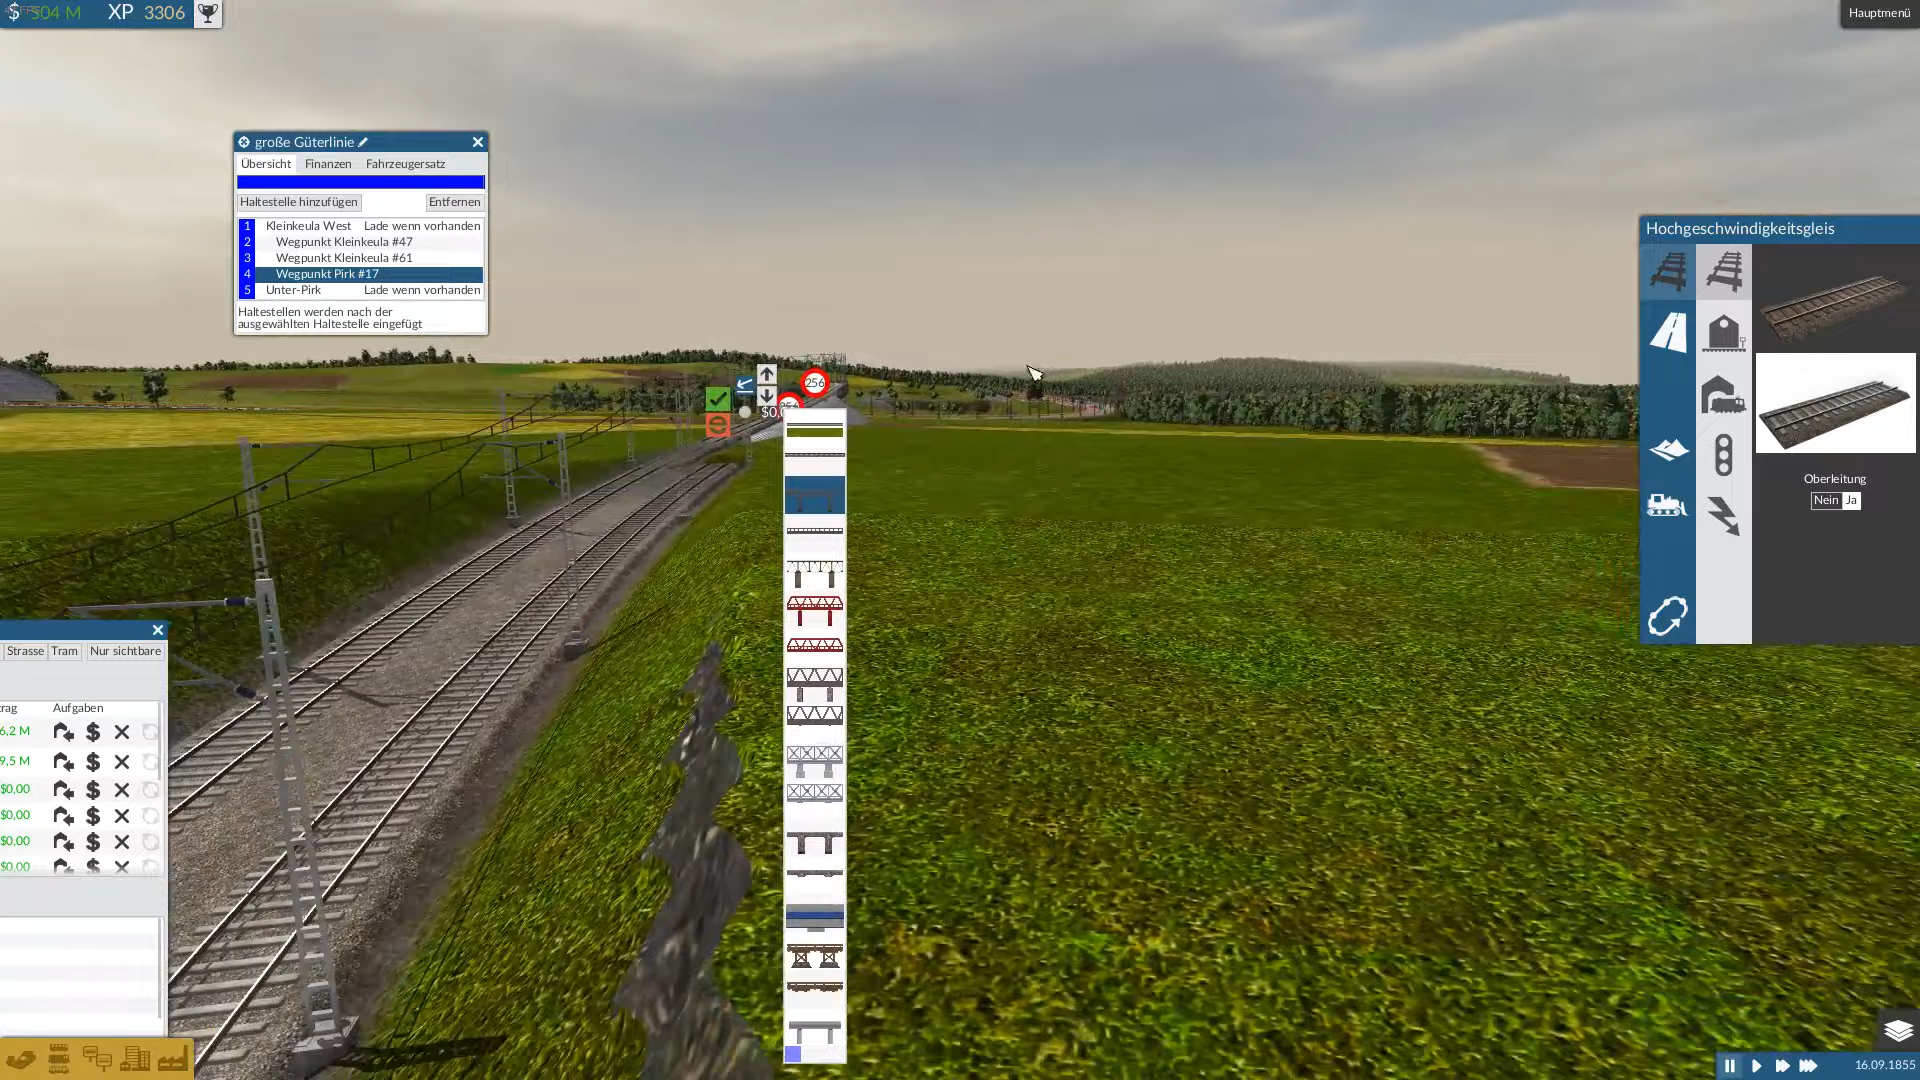 $ 304 M XP 3306
Hauptmenü
große Güterlinie
Übersicht Finanzen Fahrzeugersatz
Haltestelle hinzufügen Entfernen
1 Kleinkeula West Lade wenn vorhanden
2 Wegpunkt Kleinkeula #47
3 Wegpunkt Kleinkeula #61
4 Wegpunkt Pirk #17
5 Unter-Pirk Lade wenn vorhanden
Haltestellen werden nach der
ausgewählten Haltestelle eingefügt
Hochgeschwindigkeitsgleis
Oberleitung
Nein Ja
256
Strasse Tram Nur sichtbare
Aufgaben
$0,00
$0,00
$0,00
$0,00
16.09.1855